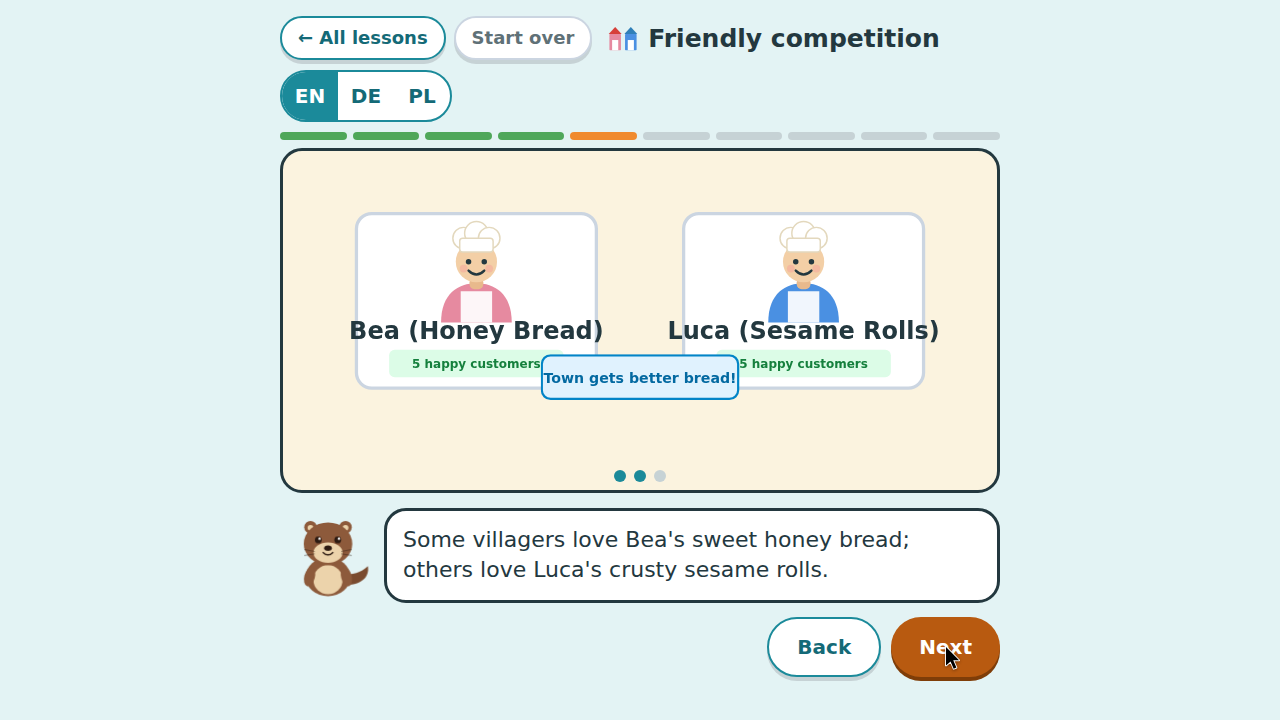 ← All lessons
Start over
Friendly competition
EN
DE
PL
Bea (Honey Bread)
Luca (Sesame Rolls)
5 happy customers
5 happy customers
Town gets better bread!
Some villagers love Bea's sweet honey bread;
others love Luca's crusty sesame rolls.
Back
Next